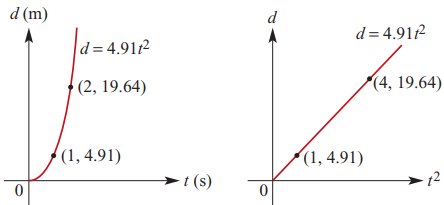 d (m)
d = 4.91t²
(2, 19.64)
(1, 4.91)
0
t (s)
d
d = 4.91t²
(4, 19.64)
(1, 4.91)
0
t²